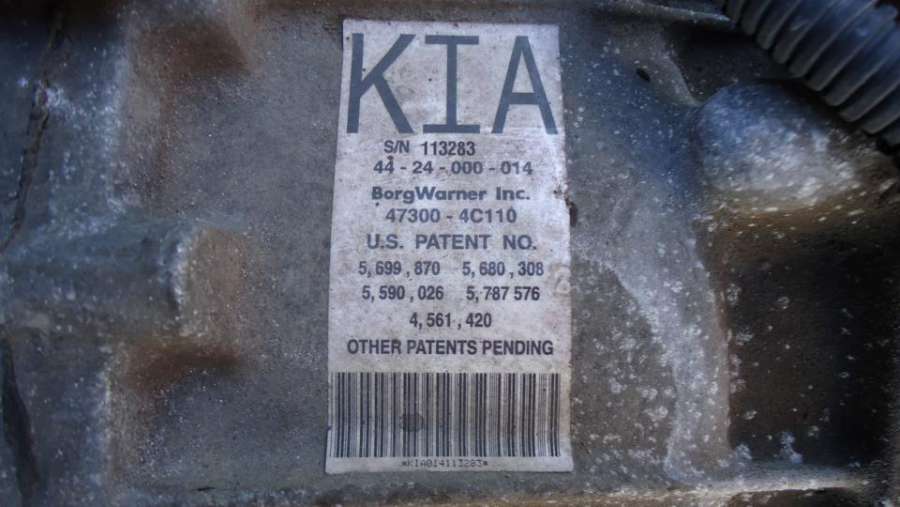 KIA
S/N 113283
44-24-000-014
BorgWarner Inc.
47300-4C110
U.S. PATENT NO.
5,699,870 5,680,308
5,590,026 5,787 576
4,561,420
OTHER PATENTS PENDING
*KIA014113283*